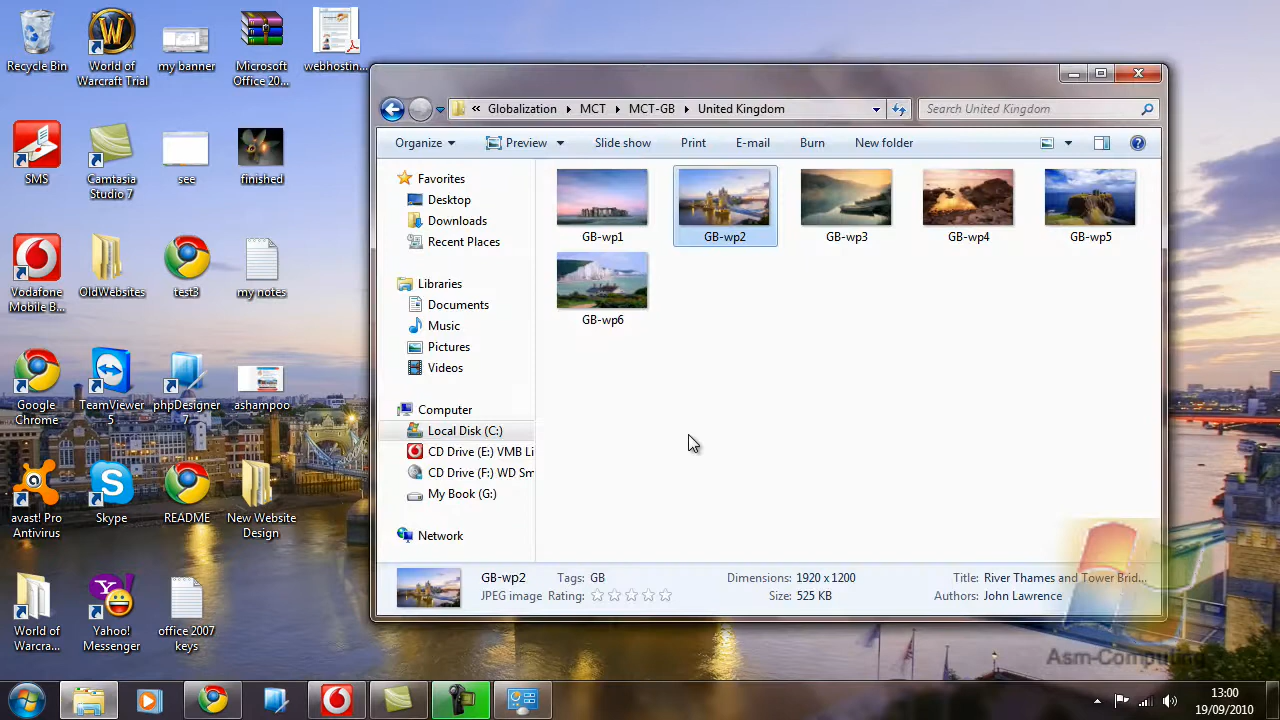 Recycle Bin
World of
Warcraft Trial
my banner
Microsoft
Office 20...
webhostin...
SMS
Camtasia
Studio 7
see
finished
Vodafone
Mobile B...
OldWebsites
test3
my notes
Google
Chrome
TeamViewer
5
phpDesigner
7
ashampoo
avast! Pro
Antivirus
Skype
README
New Website
Design
World of
Warcra...
Yahoo!
Messenger
office 2007
keys
« Globalization MCT MCT-GB United Kingdom
Search United Kingdom
Organize Preview Slide show Print E-mail Burn New folder
Favorites
Desktop
Downloads
Recent Places
Libraries
Documents
Music
Pictures
Videos
Computer
Local Disk (C:)
CD Drive (E:) VMB Li
CD Drive (F:) WD Sm
My Book (G:)
Network
GB-wp1 GB-wp2 GB-wp3 GB-wp4 GB-wp5
GB-wp6
GB-wp2 Tags: GB Dimensions: 1920 x 1200 Title: River Thames and Tower Brid...
JPEG image Rating: Size: 525 KB Authors: John Lawrence
Asm-Computing
13:00
19/09/2010